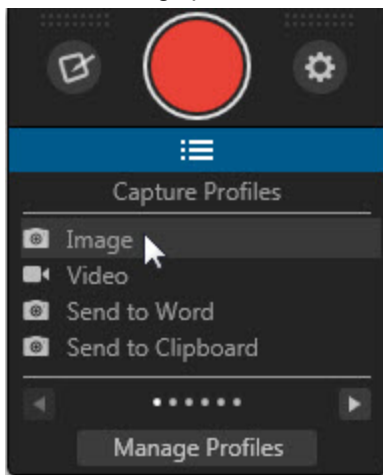 Capture Profiles
Image
Video
Send to Word
Send to Clipboard
Manage Profiles